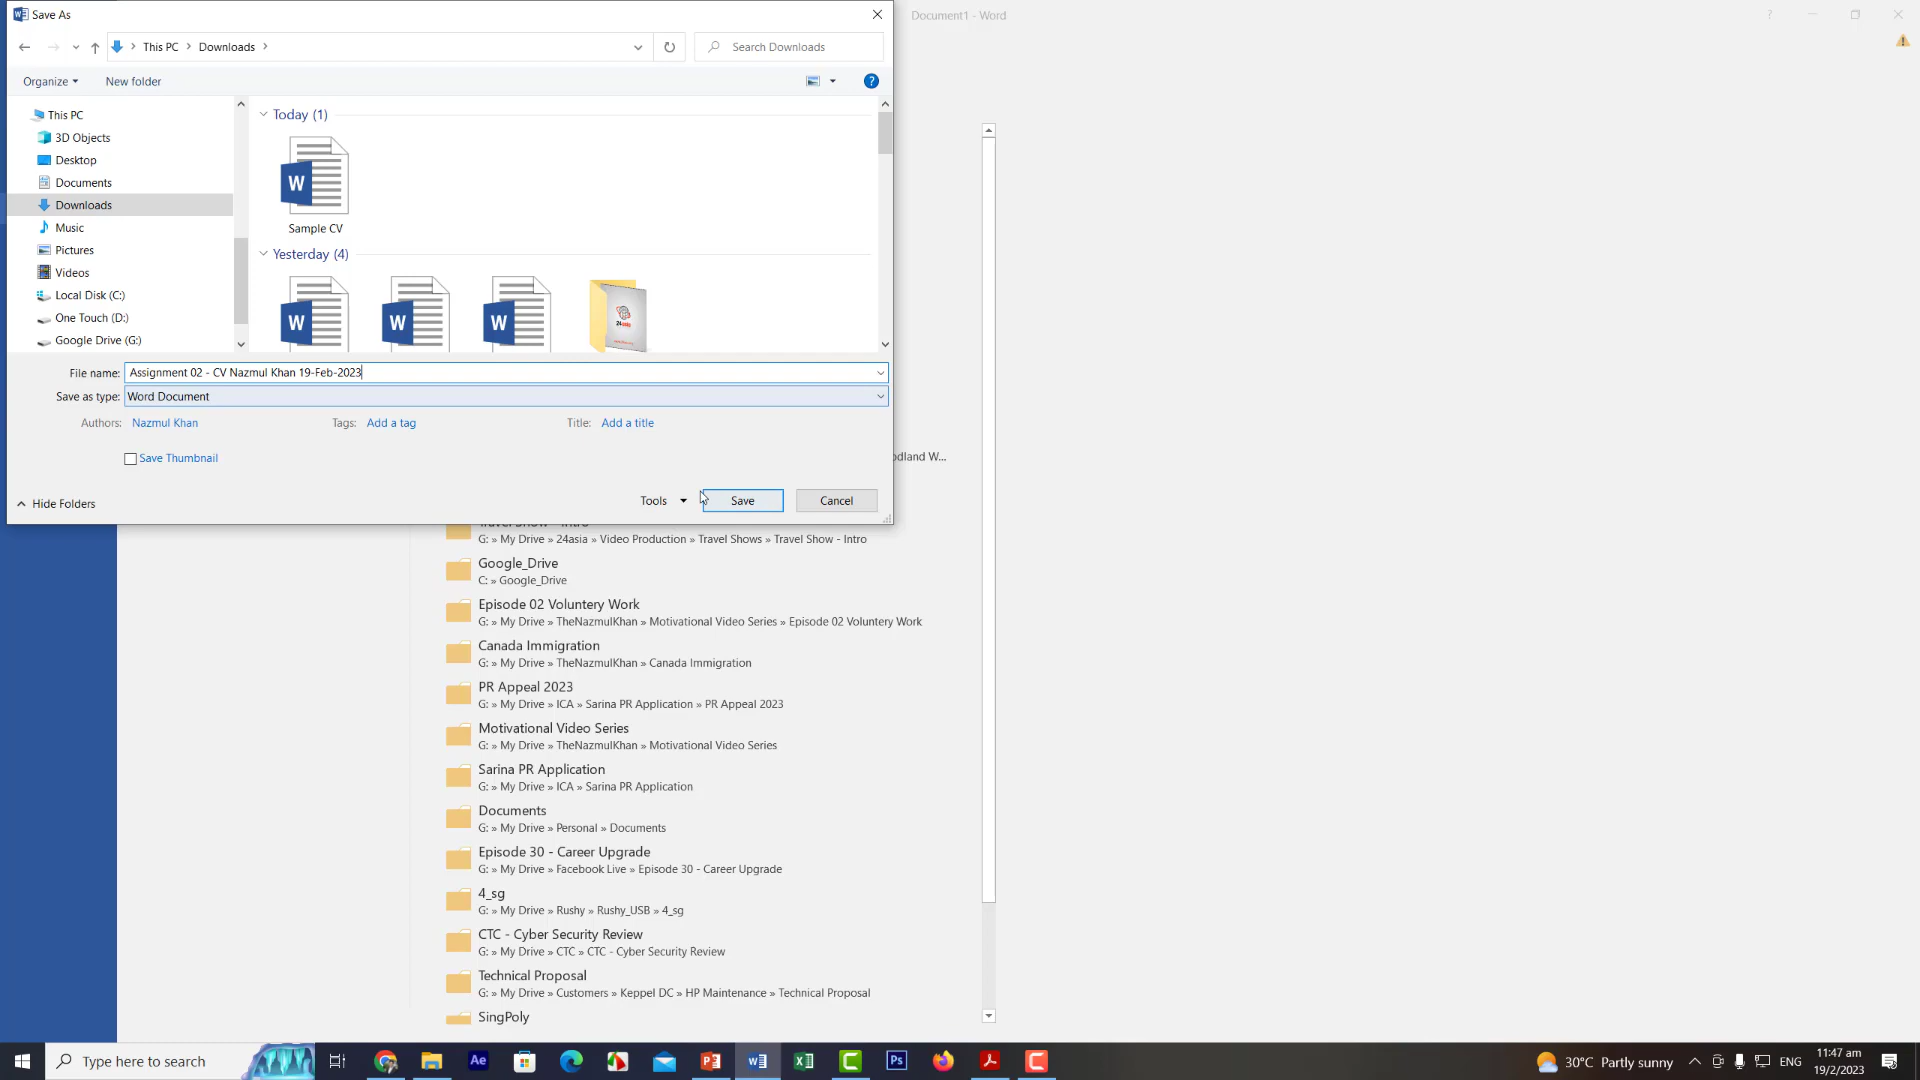 Save As
Document1 - Word
This PC
Downloads
Search Downloads
Organize
New folder
This PC
3D Objects
Desktop
Documents
Downloads
Music
Pictures
Videos
Local Disk (C:)
One Touch (D:)
Google Drive (G:)
Today (1)
Sample CV
Yesterday (4)
File name: Assignment 02 - CV Nazmul Khan 19-Feb-2023
Save as type: Word Document
Authors: Nazmul Khan
Tags: Add a tag
Title: Add a title
Save Thumbnail
Hide Folders
Tools
Save
Cancel
G: » My Drive » 24asia » Video Production » Travel Shows » Travel Show - Intro
Google_Drive
C: » Google_Drive
Episode 02 Voluntery Work
G: » My Drive » TheNazmulKhan » Motivational Video Series » Episode 02 Voluntery Work
Canada Immigration
G: » My Drive » TheNazmulKhan » Canada Immigration
PR Appeal 2023
G: » My Drive » ICA » Sarina PR Application » PR Appeal 2023
Motivational Video Series
G: » My Drive » TheNazmulKhan » Motivational Video Series
Sarina PR Application
G: » My Drive » ICA » Sarina PR Application
Documents
G: » My Drive » Personal » Documents
Episode 30 - Career Upgrade
G: » My Drive » Facebook Live » Episode 30 - Career Upgrade
4_sg
G: » My Drive » Rushy » Rushy_USB » 4_sg
CTC - Cyber Security Review
G: » My Drive » CTC » CTC - Cyber Security Review
Technical Proposal
G: » My Drive » Customers » Keppel DC » HP Maintenance » Technical Proposal
SingPoly
Type here to search
30°C Partly sunny
ENG
11:47 am
19/2/2023